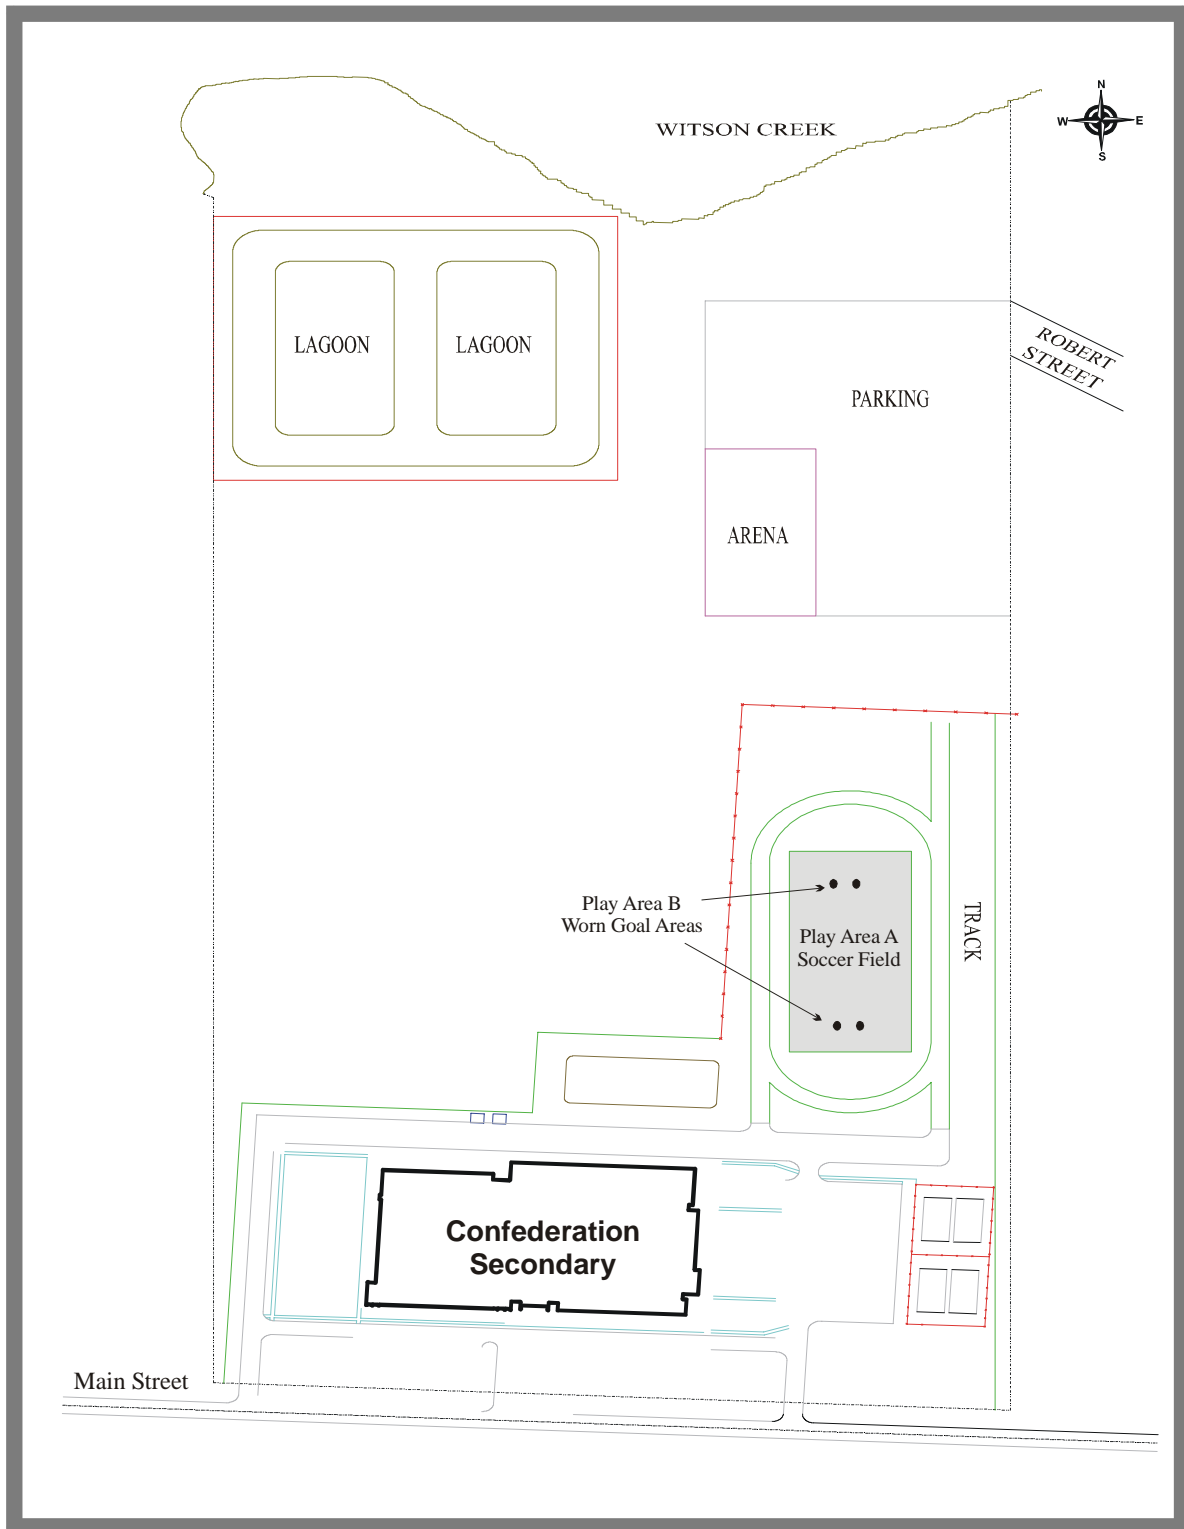 N
WITSON CREEK
W E
S
ROBERT
STREET
LAGOON
LAGOON
PARKING
ARENA
Play Area B
Worn Goal Areas
TRACK
Play Area A
Soccer Field
Confederation
Secondary
Main Street